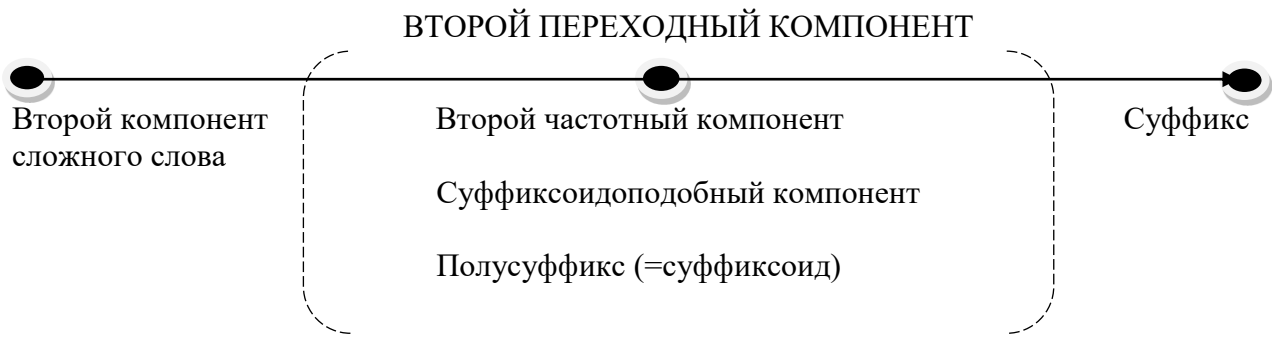 ВТОРОЙ ПЕРЕХОДНЫЙ КОМПОНЕНТ
Второй компонент
сложного слова
Второй частотный компонент
Суффиксоидоподобный компонент
Полусуффикс (=суффиксоид)
Суффикс